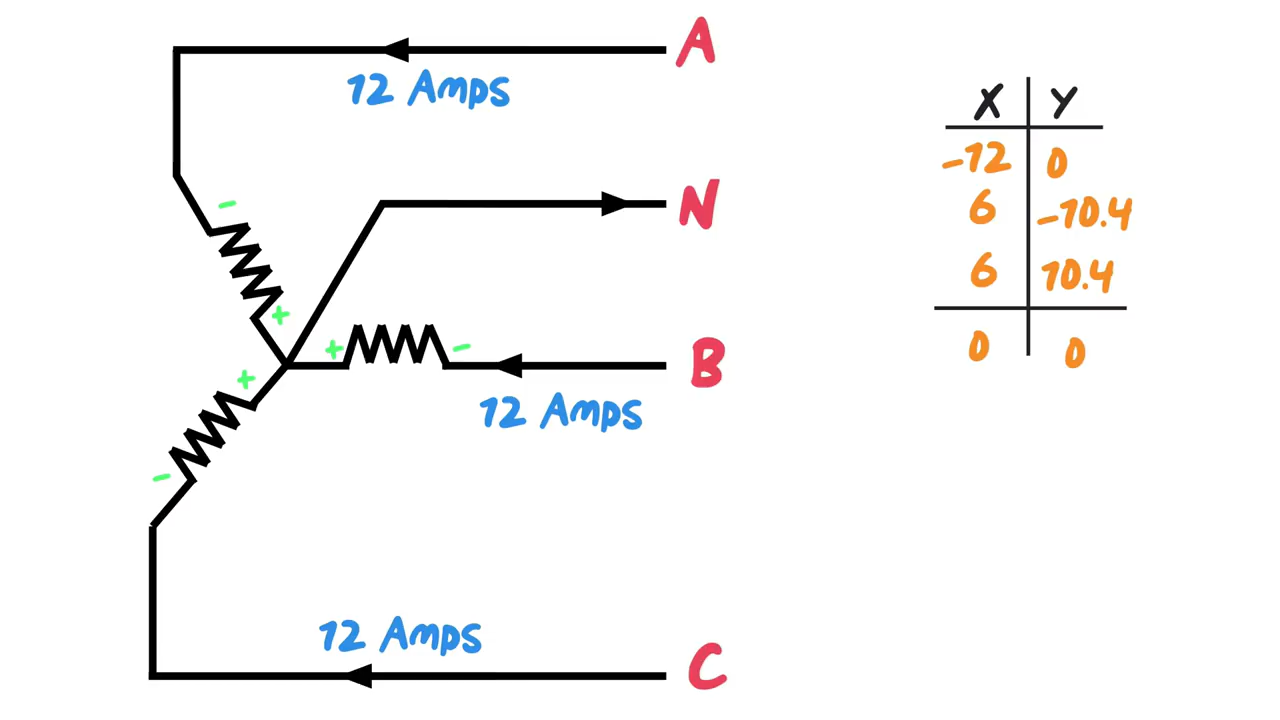 A
12 Amps
N
B
12 Amps
12 Amps
C
X Y
-12 0
6 -10.4
6 10.4
0 0
- +
+ -
+ -